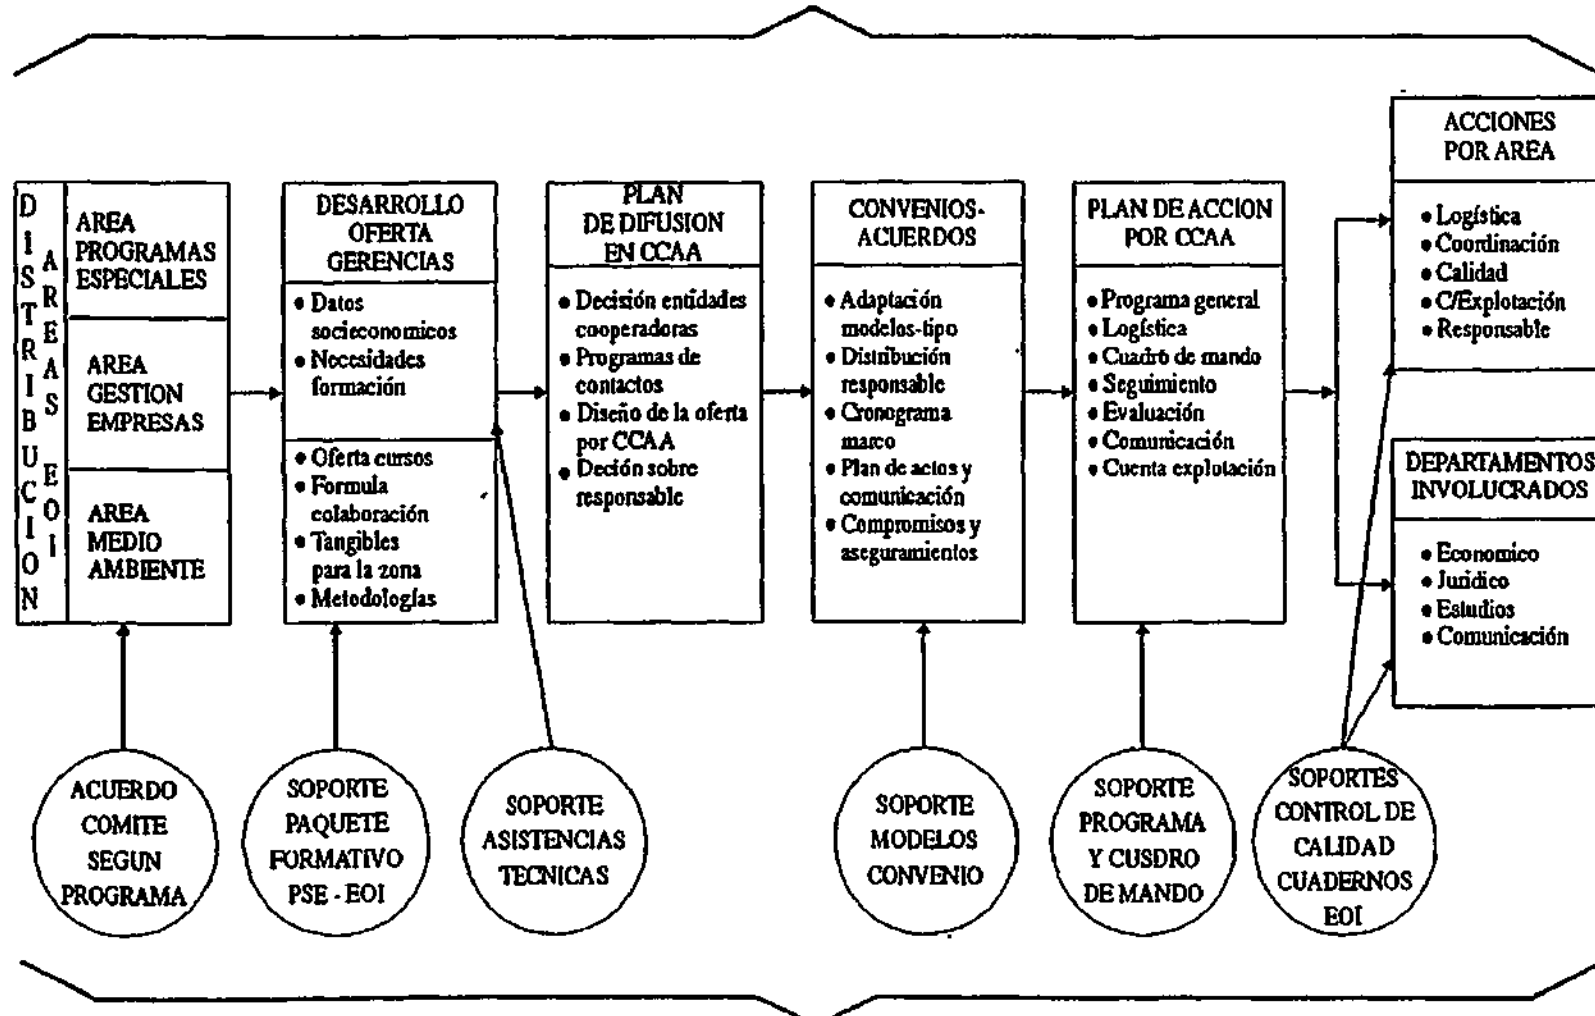 DISTRIBUCION
AREAS EOI
AREA
PROGRAMAS
ESPECIALES
AREA
GESTION
EMPRESAS
AREA
MEDIO
AMBIENTE
DESARROLLO
OFERTA
GERENCIAS
• Datos
socieconomicos
• Necesidades
formación
• Oferta cursos
• Formula
colaboración
• Tangibles
para la zona
• Metodologías
PLAN
DE DIFUSION
EN CCAA
• Decisión entidades
cooperadoras
• Programas de
contactos
• Diseño de la oferta
por CCAA
• Deción sobre
responsable
CONVENIOS-
ACUERDOS
• Adaptación
modelos-tipo
• Distribución
responsable
• Cronograma
marco
• Plan de actos y
comunicación
• Compromisos y
aseguramientos
PLAN DE ACCION
POR CCAA
• Programa general
• Logística
• Cuadro de mando
• Seguimiento
• Evaluación
• Comunicación
• Cuenta explotación
ACCIONES
POR AREA
• Logística
• Coordinación
• Calidad
• C/Explotación
• Responsable
DEPARTAMENTOS
INVOLUCRADOS
• Economico
• Juridico
• Estudios
• Comunicación
ACUERDO
COMITE
SEGUN
PROGRAMA
SOPORTE
PAQUETE
FORMATIVO
PSE - EOI
SOPORTE
ASISTENCIAS
TECNICAS
SOPORTE
MODELOS
CONVENIO
SOPORTE
PROGRAMA
Y CUSDRO
DE MANDO
SOPORTES
CONTROL DE
CALIDAD
CUADERNOS
EOI